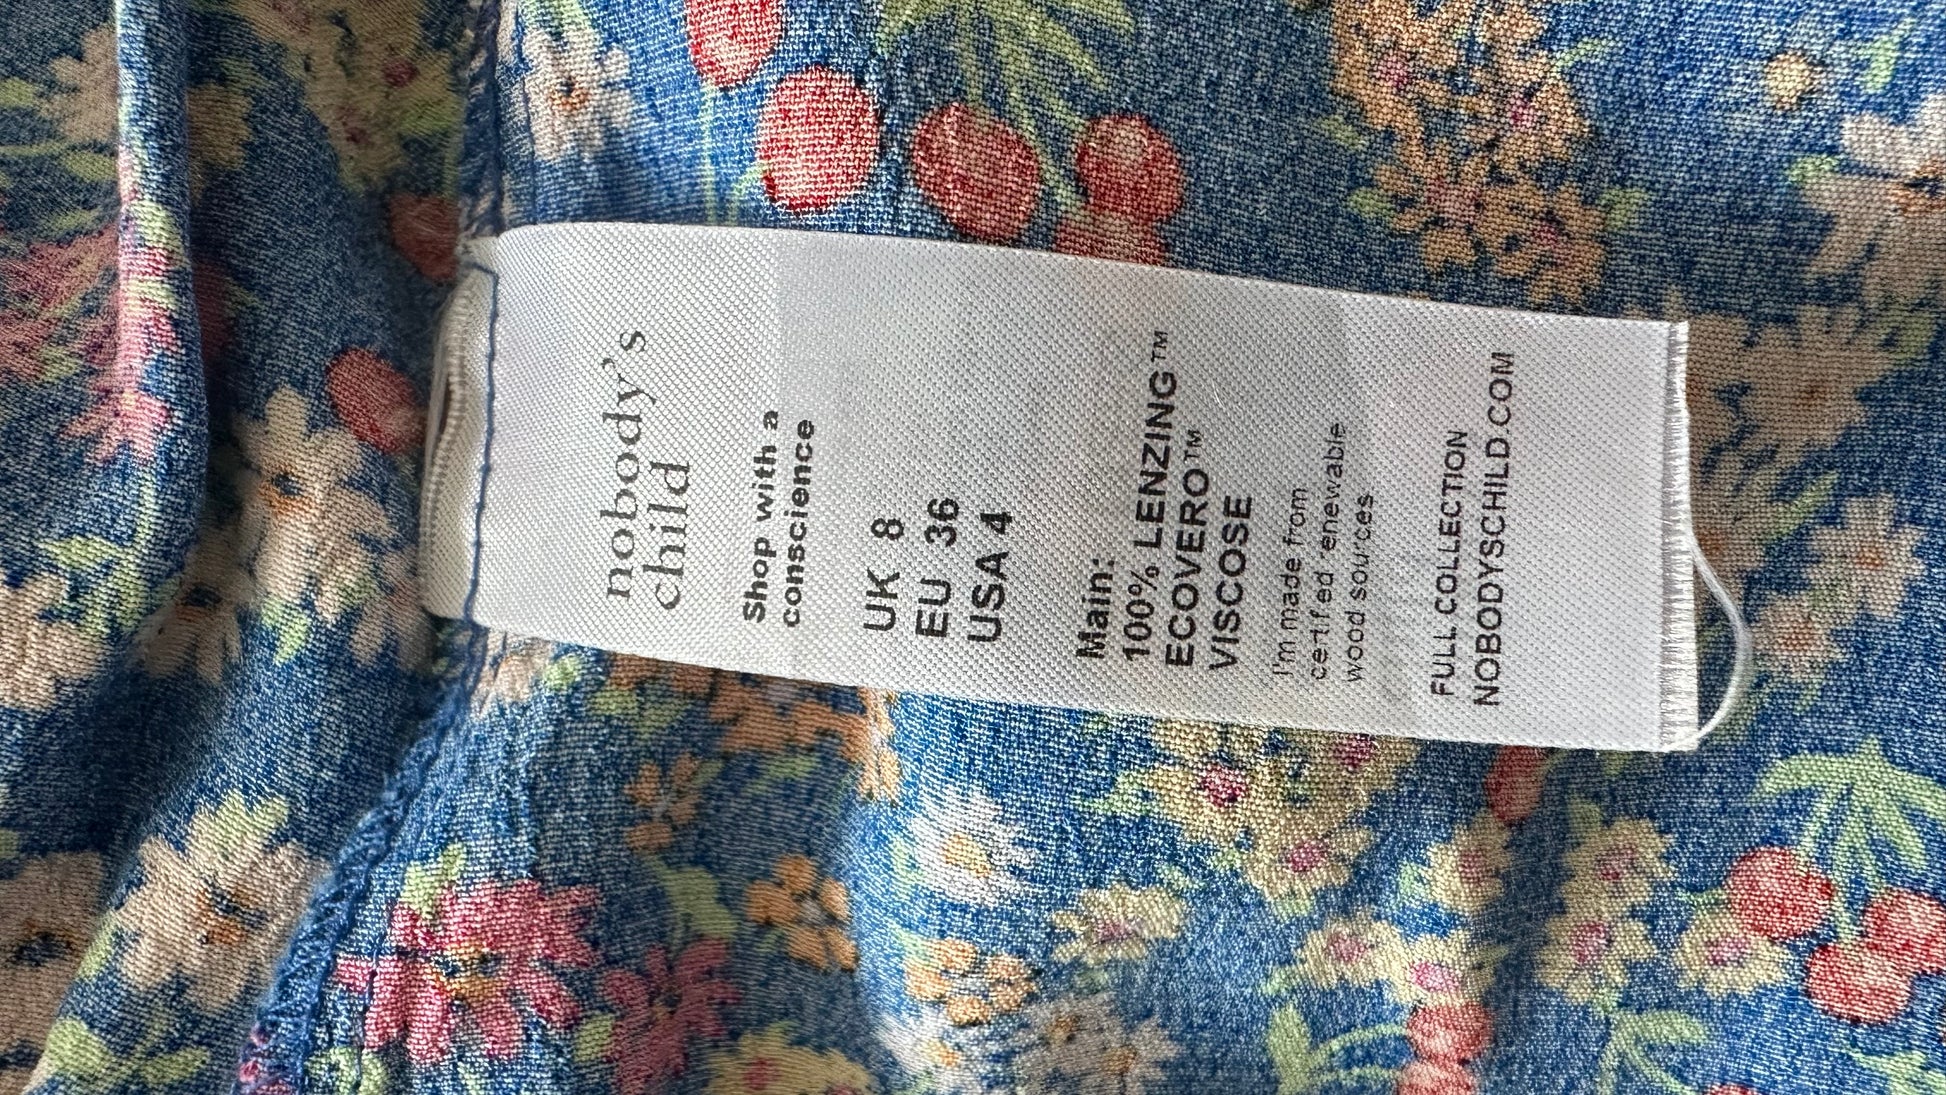 nobody's
child
Shop with a
conscience
UK 8
EU 36
USA 4
Main:
100% LENZING™
ECOVERO™
VISCOSE
I'm made from
certified renewable
wood sources
FULL COLLECTION
NOBODYSCHILD.COM